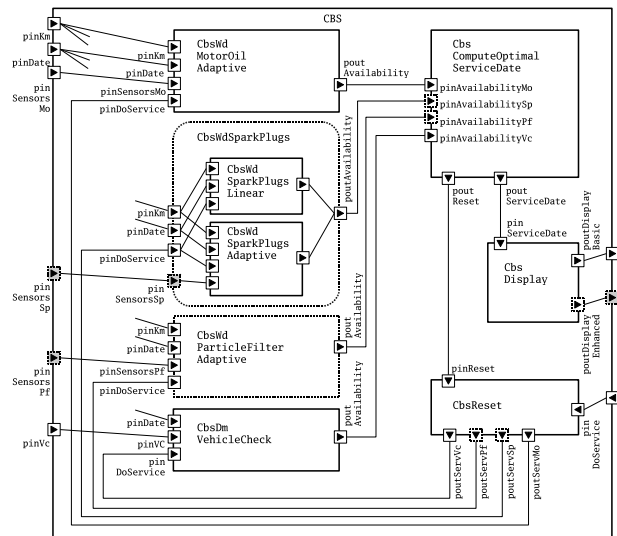 CBS
pinKm
pinDate
pin
Sensors
Mo
CbsWd
MotorOil
Adaptive
pinKm
pinDate
pinSensorsMo
pinDoService
pout
Availability
Cbs
ComputeOptimal
ServiceDate
pinAvailabilityMo
pinAvailabilitySp
pinAvailabilityPf
pinAvailabilityVc
pout
Reset
pout
ServiceDate
CbsWdSparkPlugs
CbsWd
SparkPlugs
Linear
CbsWd
SparkPlugs
Adaptive
pinKm
pinDate
pinDoService
pin
SensorsSp
poutAvailability
pin
ServiceDate
Cbs
Display
poutDisplay
Basic
poutDisplay
Enhanced
pin
Sensors
Sp
CbsWd
ParticleFilter
Adaptive
pinKm
pinDate
pinSensorsPf
pinDoService
pout
Availability
pin
Sensors
Pf
pinReset
CbsReset
pin
DoService
poutServVc
poutServPf
poutServSp
poutServMo
CbsDm
VehicleCheck
pinDate
pinVC
pin
DoService
pout
Availability
pinVc